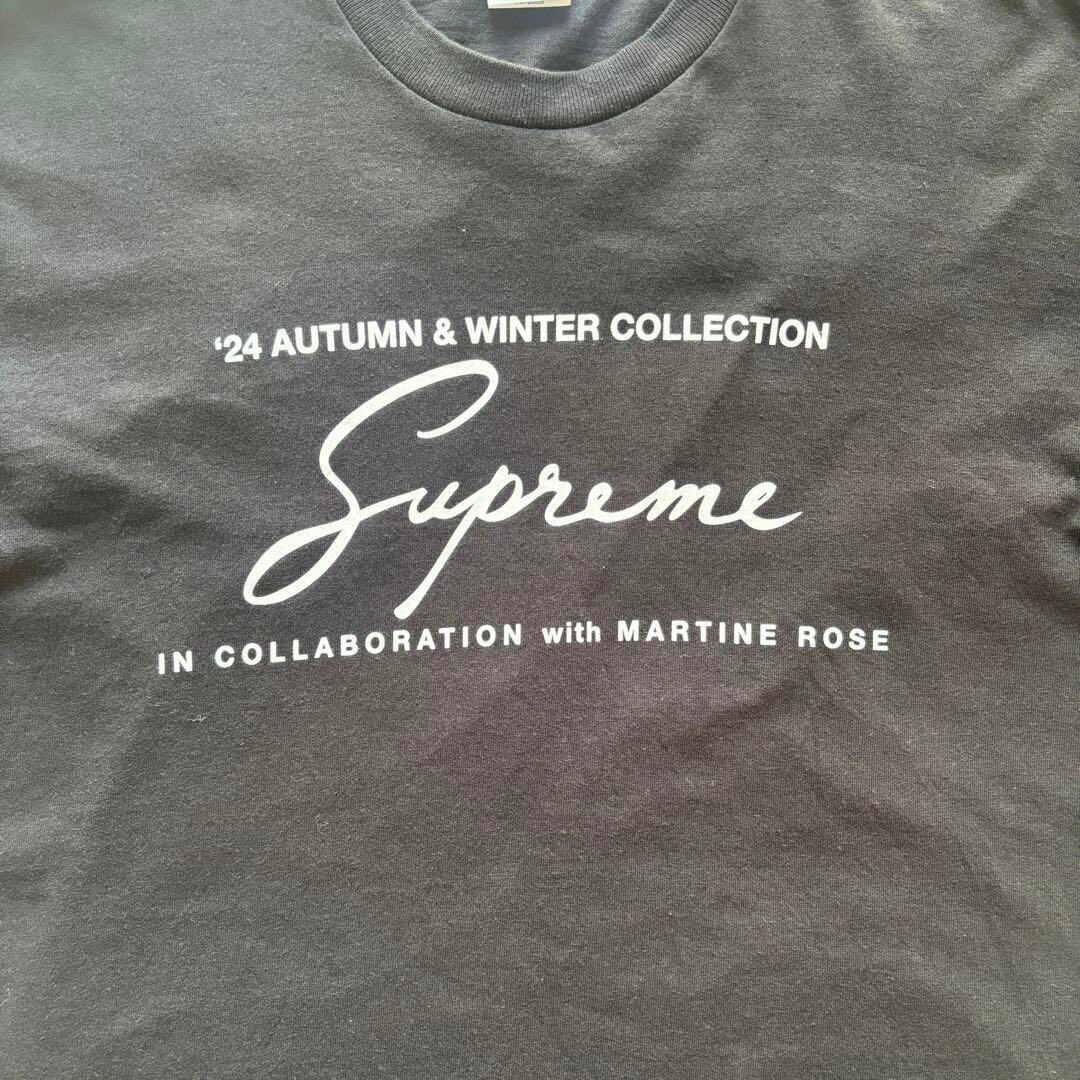 ‘24 AUTUMN & WINTER COLLECTION
Supreme
IN COLLABORATION with MARTINE ROSE